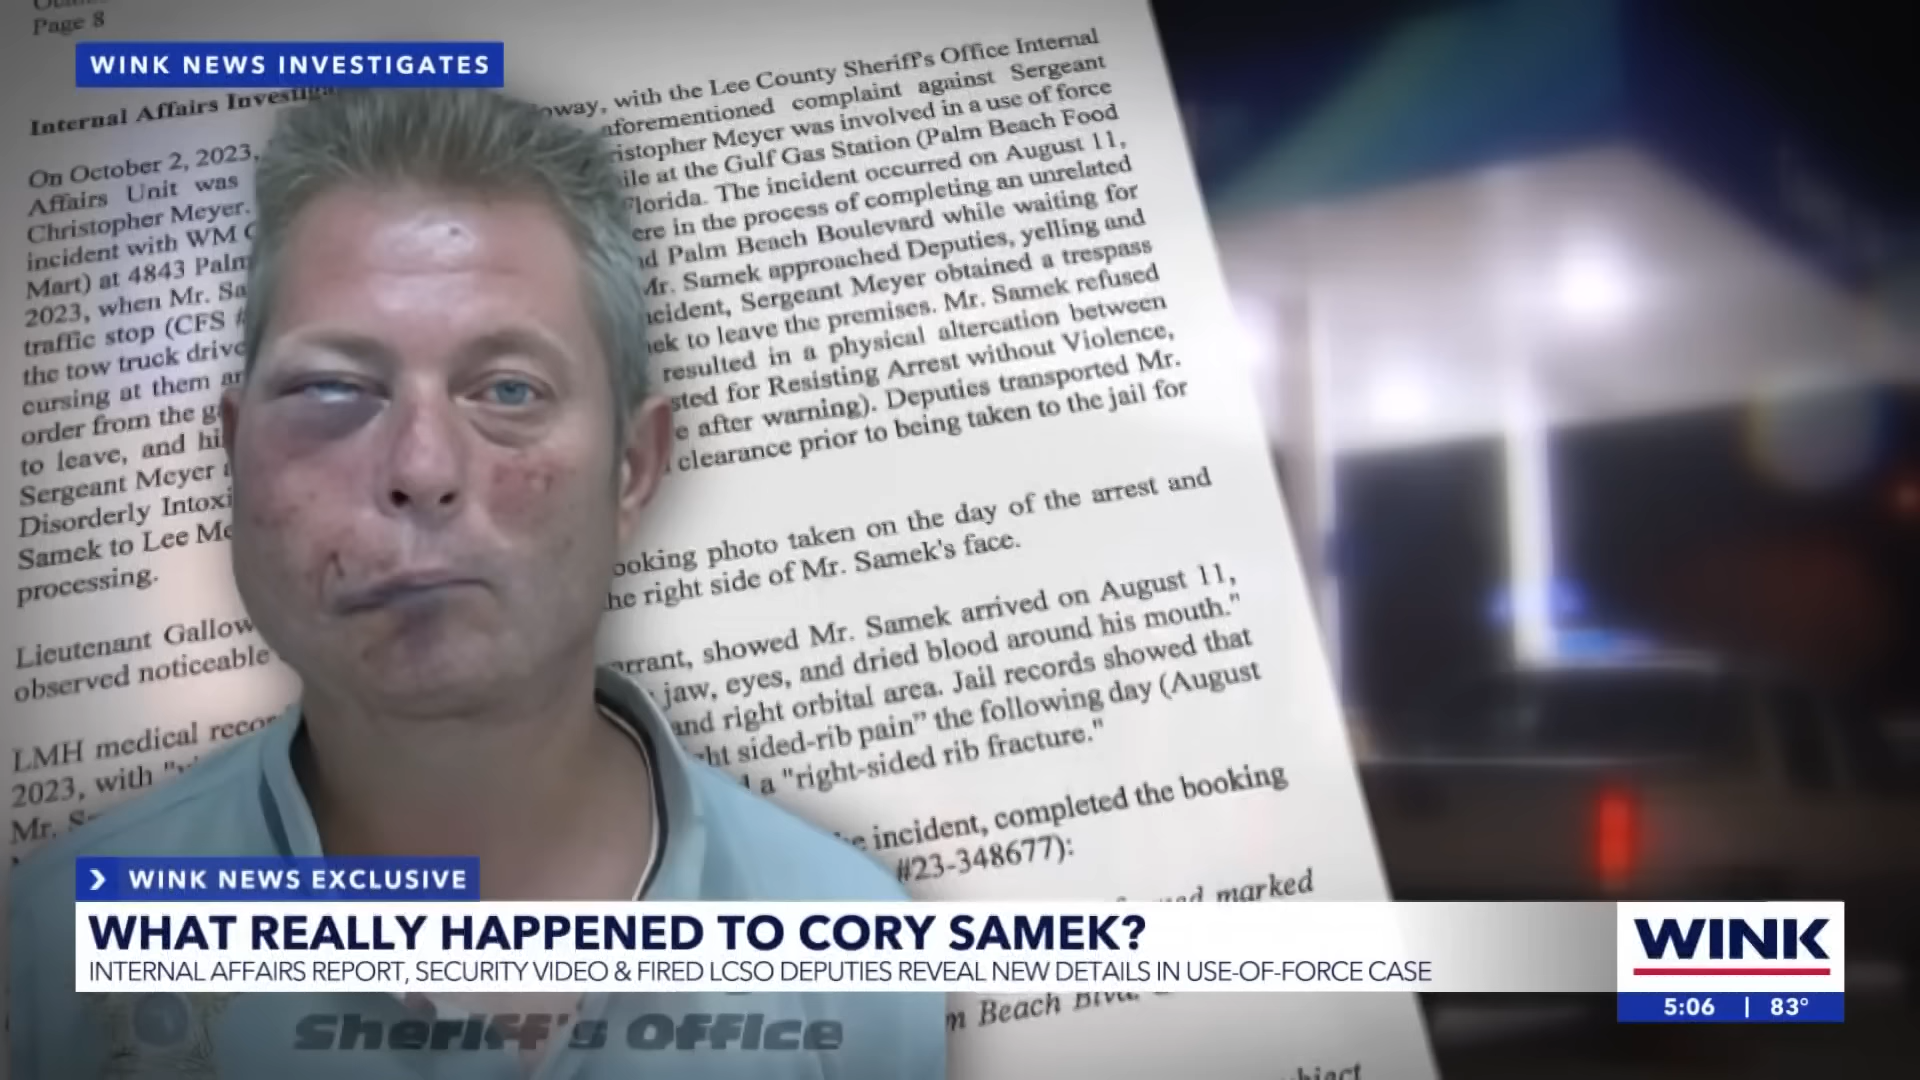 Page 8
WINK NEWS INVESTIGATES
Internal Affairs
On October 2, 2023, with the Lee County Sheriff's Office Internal
Affairs Unit was aforementioned complaint against Sergeant
Christopher Meyer. Christopher Meyer was involved in a use of force
incident with WM at the Gulf Gas Station (Palm Beach Food
Mart) at 4843 Palm Florida. The incident occurred on August 11,
2023, when Mr. in the process of completing an unrelated
traffic stop (CFS Palm Beach Boulevard while waiting for
the tow truck Mr. Samek approached Deputies, yelling and
cursing at them incident, Sergeant Meyer obtained a trespass
order from the to leave the premises. Mr. Samek refused
to leave, and resulted in a physical altercation between
Sergeant Meyer for Resisting Arrest without Violence,
Disorderly after warning). Deputies transported Mr.
Samek to Lee clearance prior to being taken to the jail for
processing.
Lieutenant booking photo taken on the day of the arrest and
observed noticeable the right side of Mr. Samek's face.
LMH medical showed Mr. Samek arrived on August 11,
2023, with jaw, eyes, and dried blood around his mouth."
Mr. and right orbital area. Jail records showed that
sided-rib pain" the following day (August
a "right-sided rib fracture."
incident, completed the booking
#23-348677):
marked
WINK NEWS EXCLUSIVE
WHAT REALLY HAPPENED TO CORY SAMEK?
INTERNAL AFFAIRS REPORT, SECURITY VIDEO & FIRED LCSO DEPUTIES REVEAL NEW DETAILS IN USE-OF-FORCE CASE
WINK
5:06 | 83°
Beach Blvd.
Sheriff's Office